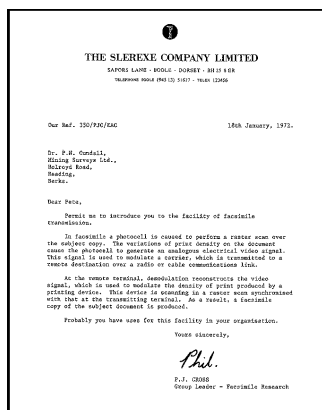 THE SLEREXE COMPANY LIMITED
SAPORS LANE - BOOLE - DORSET - BH 25 8 ER
TELEPHONE BOOLE (945 13) 51617 - TELEX 123456
Our Ref. 350/PJC/EAC 18th January, 1972.
Dr. P.N. Cundall,
Mining Surveys Ltd.,
Holroyd Road,
Reading,
Berks.
Dear Pete,
Permit me to introduce you to the facility of facsimile
transmission.
In facsimile a photocell is caused to perform a raster scan over
the subject copy. The variations of print density on the document
cause the photocell to generate an analogous electrical video signal.
This signal is used to modulate a carrier, which is transmitted to a
remote destination over a radio or cable communications link.
At the remote terminal, demodulation reconstructs the video
signal, which is used to modulate the density of print produced by a
printing device. This device is scanning in a raster scan synchronised
with that at the transmitting terminal. As a result, a facsimile
copy of the subject document is produced.
Probably you have uses for this facility in your organisation.
Yours sincerely,
Phil.
P.J. CROSS
Group Leader - Facsimile Research